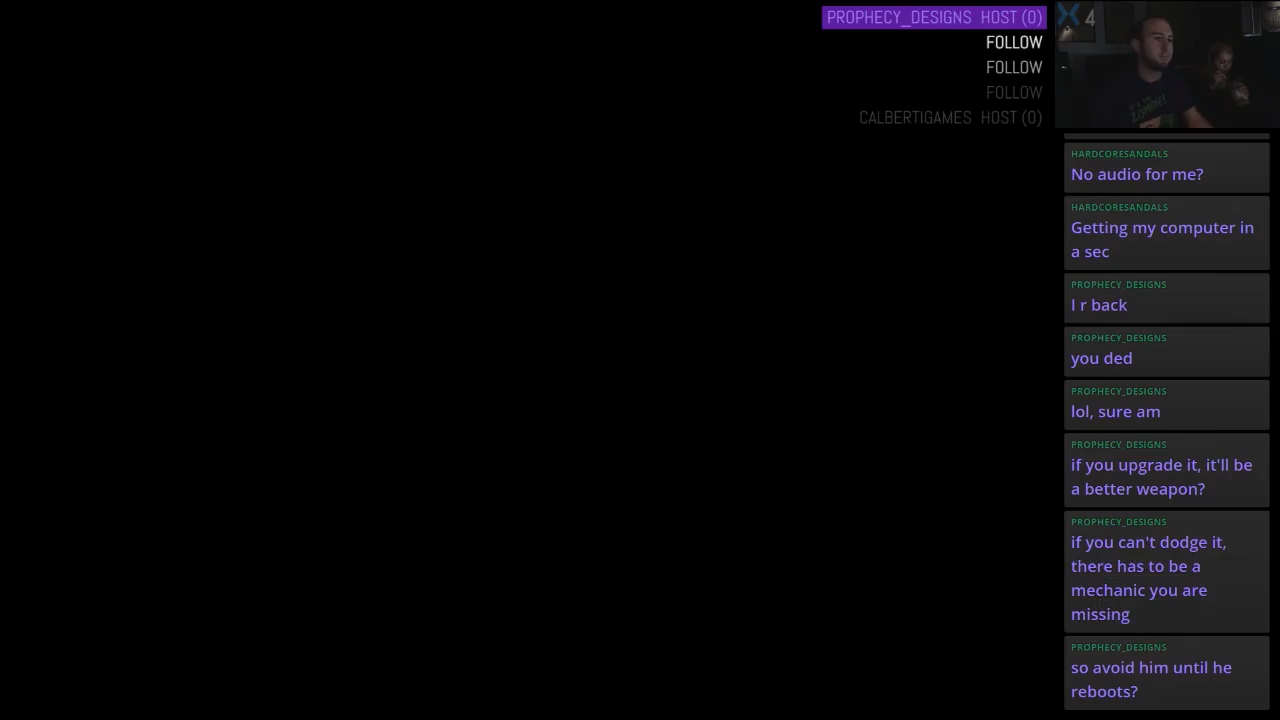 PROPHECY_DESIGNS HOST (0)
FOLLOW
FOLLOW
FOLLOW
CALBERTIGAMES HOST (0)
4
HARDCORESANDALS
No audio for me?
HARDCORESANDALS
Getting my computer in
a sec
PROPHECY_DESIGNS
I r back
PROPHECY_DESIGNS
you ded
PROPHECY_DESIGNS
lol, sure am
PROPHECY_DESIGNS
if you upgrade it, it'll be
a better weapon?
PROPHECY_DESIGNS
if you can't dodge it,
there has to be a
mechanic you are
missing
PROPHECY_DESIGNS
so avoid him until he
reboots?